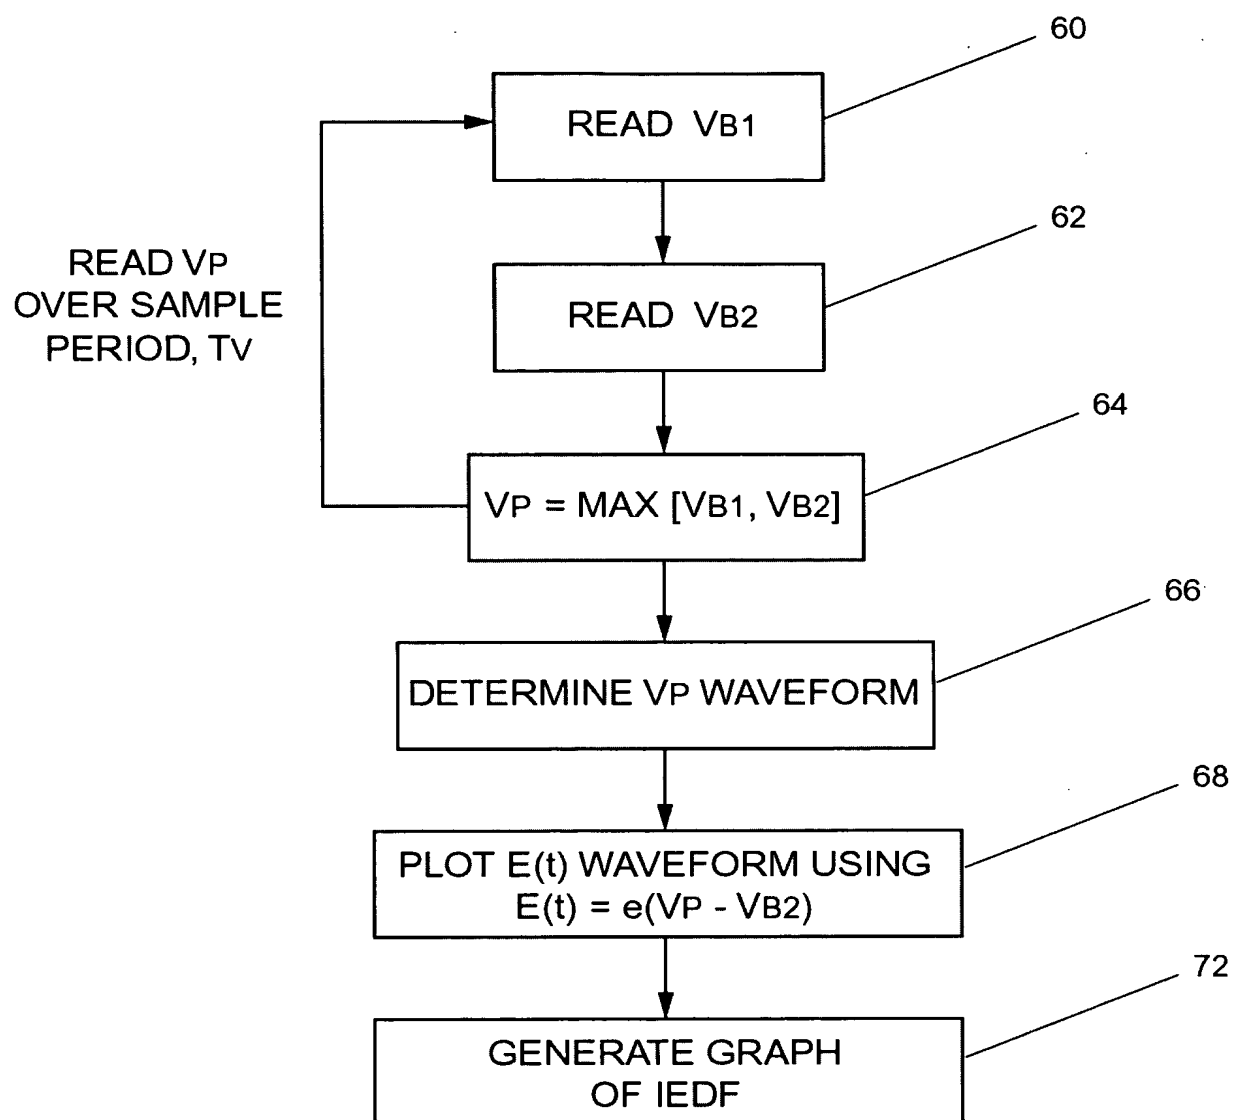 60
READ VB1
62
READ VP
OVER SAMPLE
PERIOD, TV
READ VB2
64
VP = MAX [VB1, VB2]
66
DETERMINE VP WAVEFORM
68
PLOT E(t) WAVEFORM USING
E(t) = e(VP - VB2)
72
GENERATE GRAPH
OF IEDF